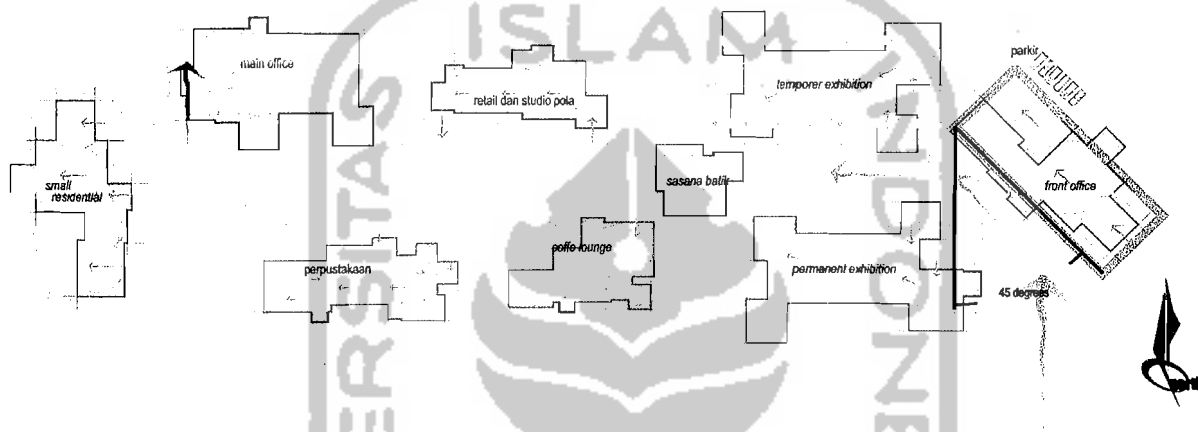 ISLAM
parkir
main office
temporer exhibition
retail dan studio pola
small
residential
sasana batik
front office
coffe lounge
perpustakaan
permanent exhibition
45 degrees